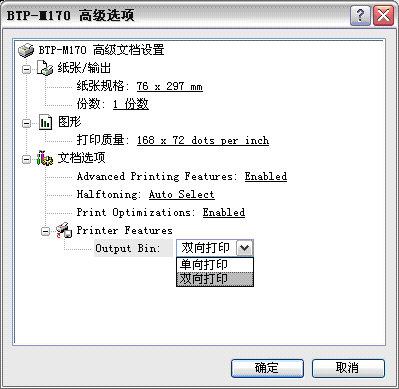 BTP-M170 高级选项
BTP-M170 高级文档设置
纸张/输出
纸张规格: 76 x 297 mm
份数: 1 份数
图形
打印质量: 168 x 72 dots per inch
文档选项
Advanced Printing Features: Enabled
Halftoning: Auto Select
Print Optimizations: Enabled
Printer Features
Output Bin: 双向打印
单向打印
双向打印
确定 取消